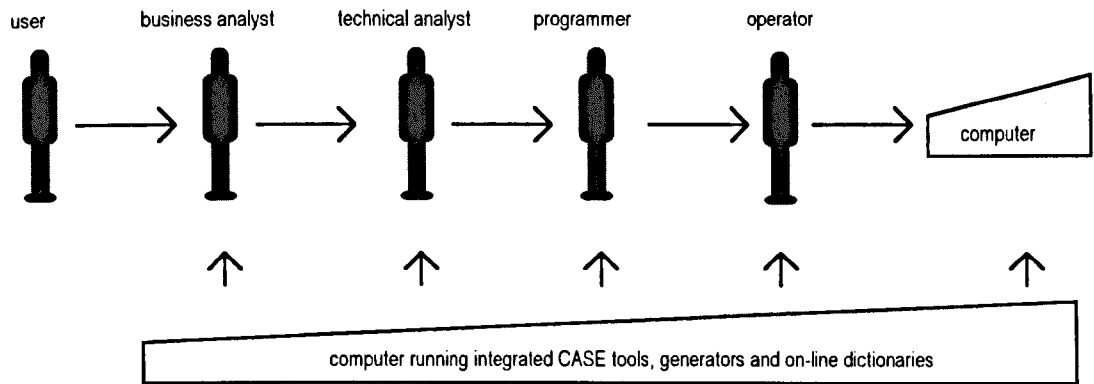 user
business analyst
technical analyst
programmer
operator
computer
computer running integrated CASE tools, generators and on-line dictionaries